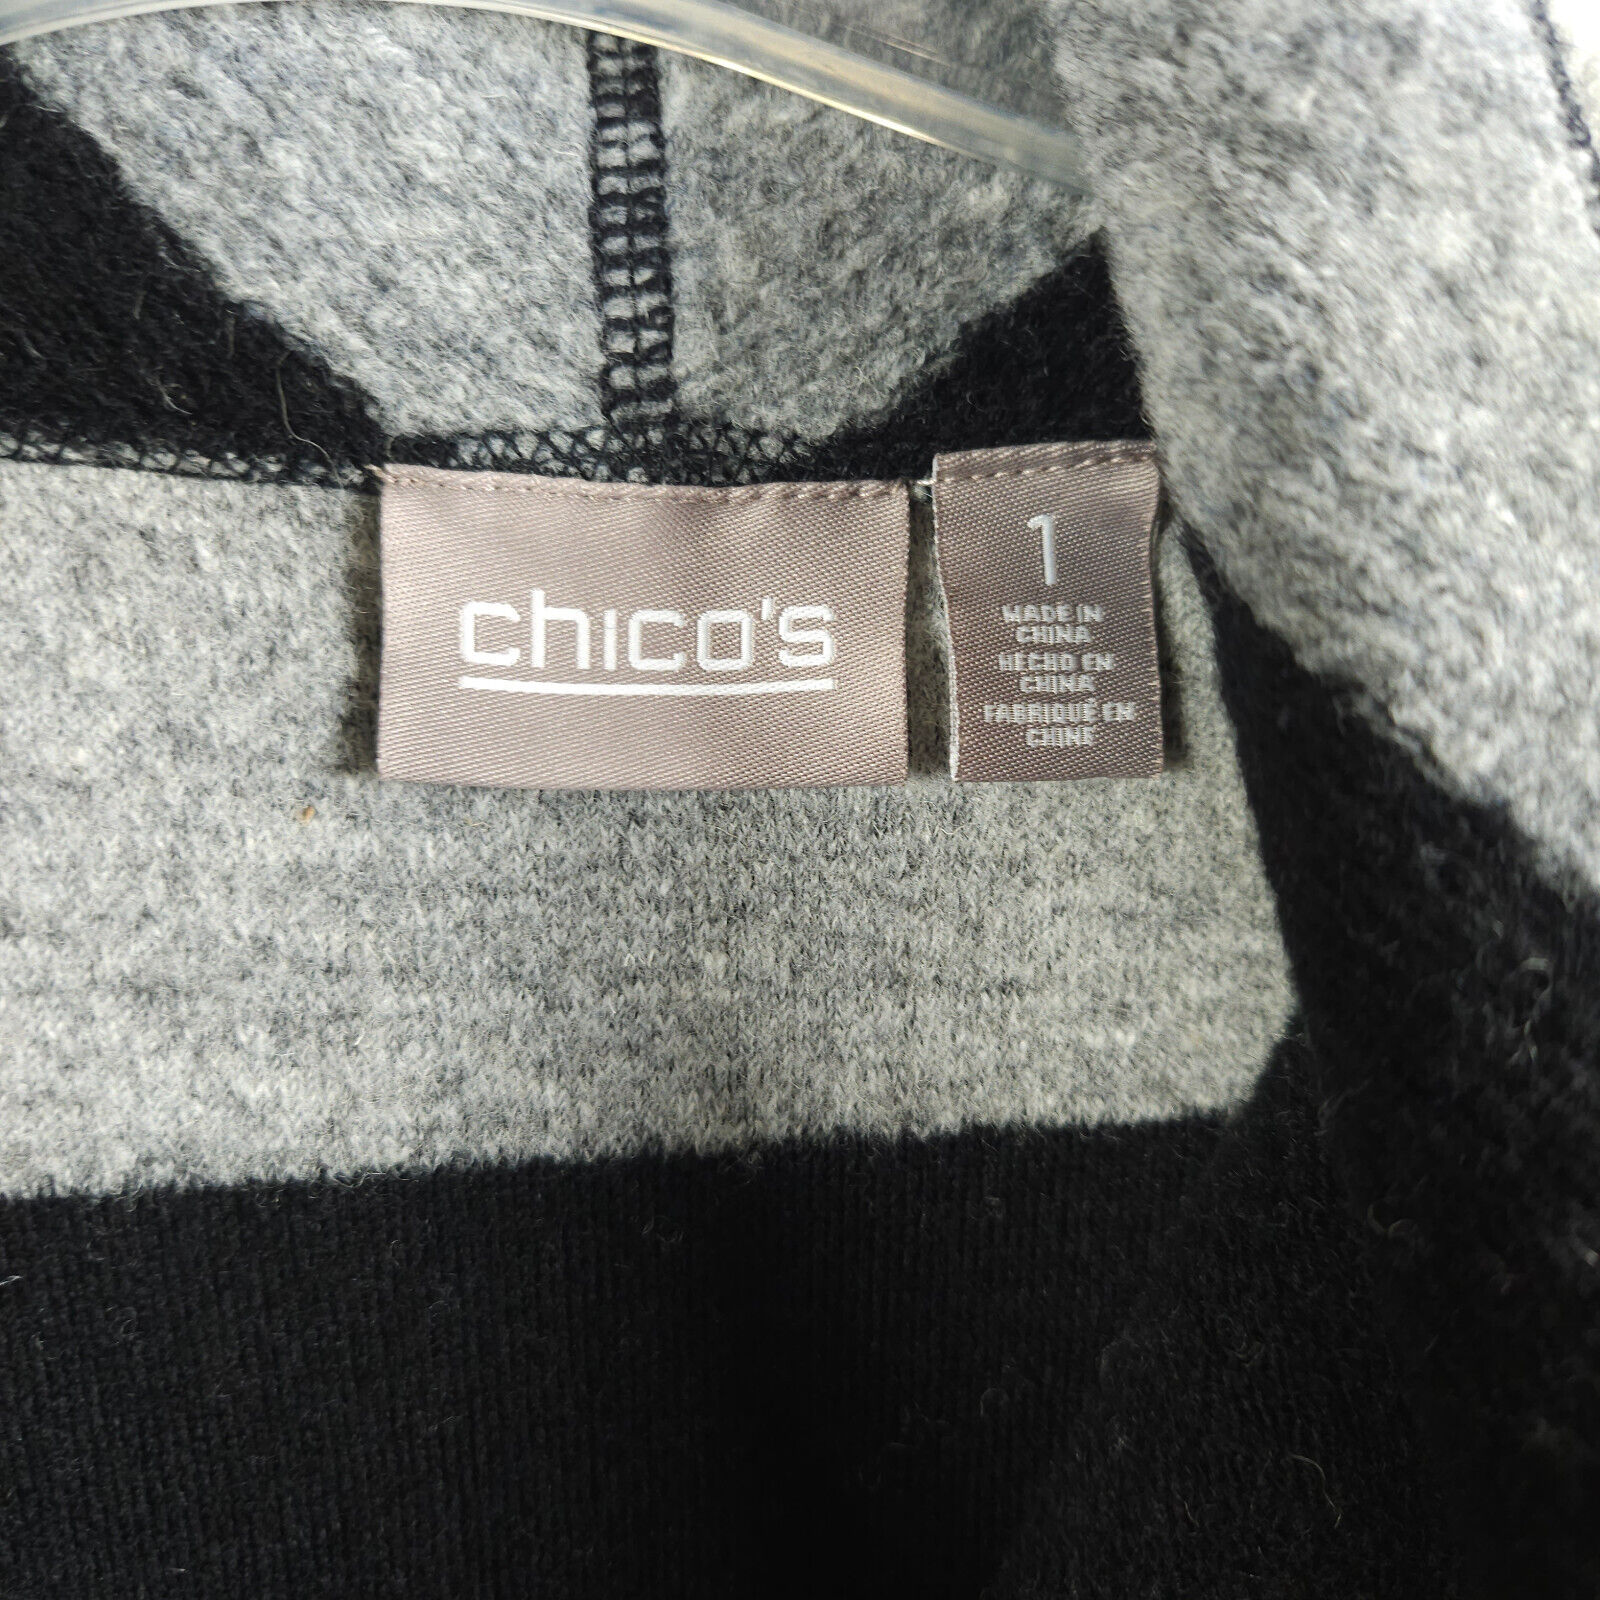 chico's
1
MADE IN
CHINA
HECHO EN
CHINA
FABRIQUÉ EN
CHINE